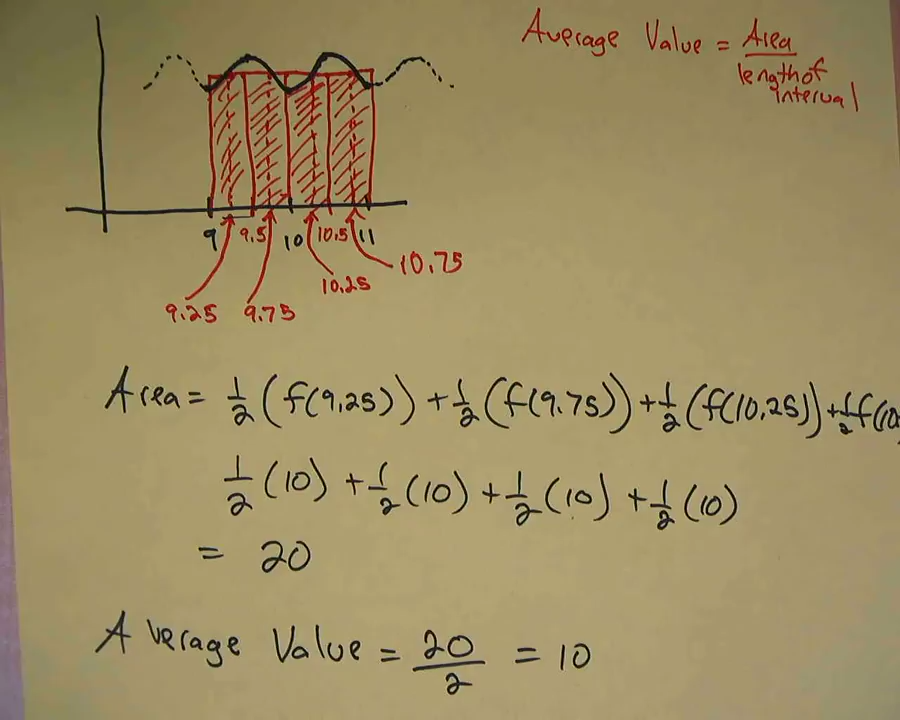 Average Value = Area
length of
interval
9 9.5 10 10.5 11
10.75
10.25
9.25 9.75
Area = 1/2 (f(9.25)) + 1/2 (f(9.75)) + 1/2 (f(10.25)) + 1/2 f(10
1/2 (10) + 1/2 (10) + 1/2 (10) + 1/2 (10)
= 20
Average Value = 20/2 = 10